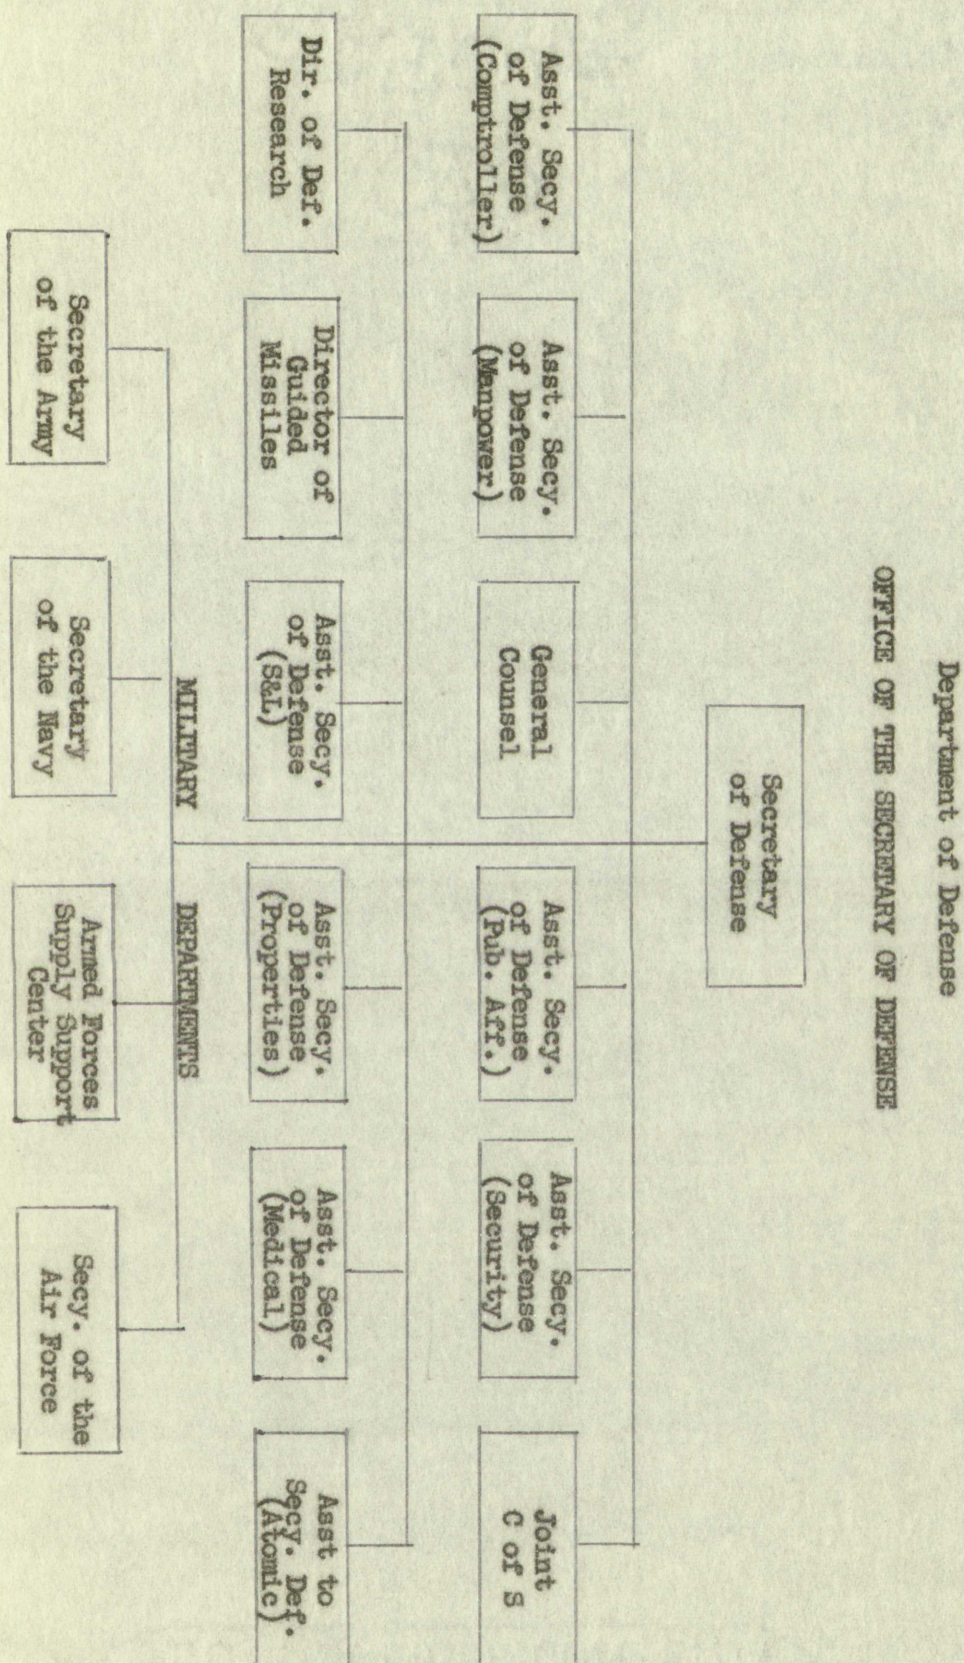 Department of Defense
OFFICE OF THE SECRETARY OF DEFENSE
Secretary
of Defense
Asst. Secy.
of Defense
(Comptroller)
Asst. Secy.
of Defense
(Manpower)
General
Counsel
Asst. Secy.
of Defense
(Pub. Aff.)
Asst. Secy.
of Defense
(Security)
Joint
C of S
Dir. of Def.
Research
Director of
Guided
Missiles
Asst. Secy.
of Defense
(S&L)
Asst. Secy.
of Defense
(Properties)
Asst. Secy.
of Defense
(Medical)
Asst to
Secy. Def.
(Atomic)
MILITARY DEPARTMENTS
Secretary
of the Army
Secretary
of the Navy
Armed Forces
Supply Support
Center
Secy. of the
Air Force